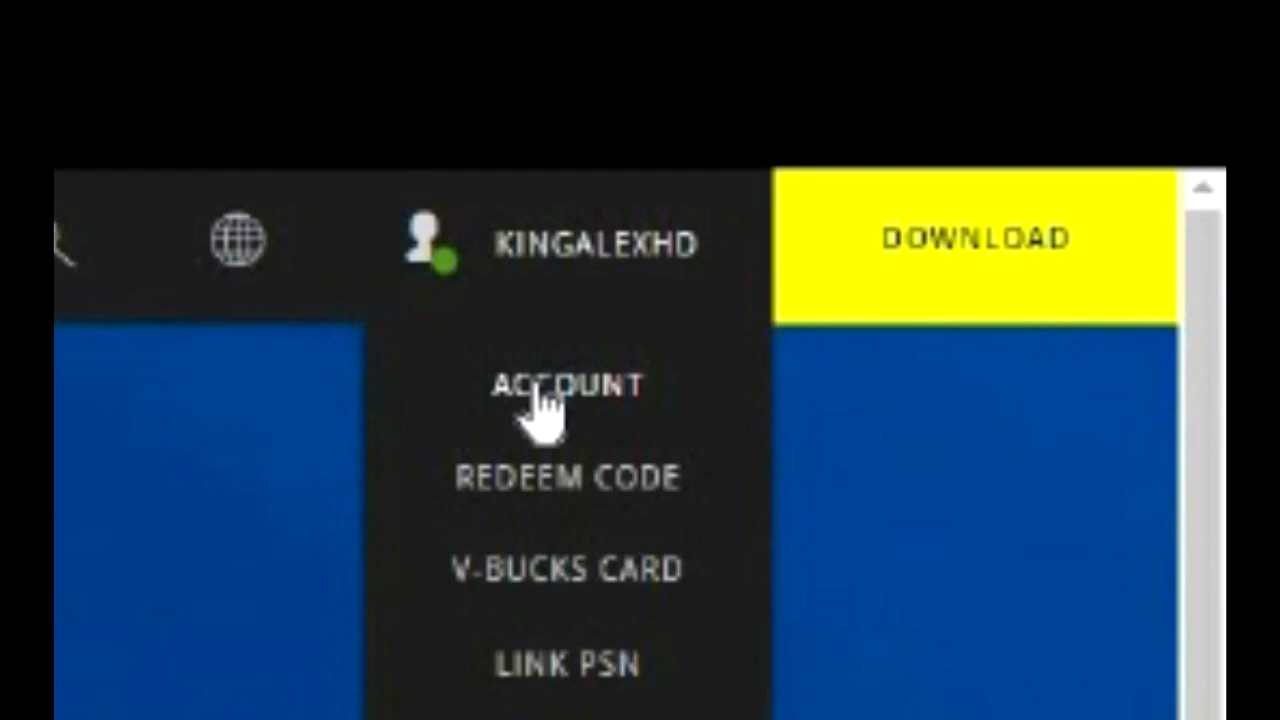 KINGALEXHD
DOWNLOAD
ACCOUNT
REDEEM CODE
V-BUCKS CARD
LINK PSN